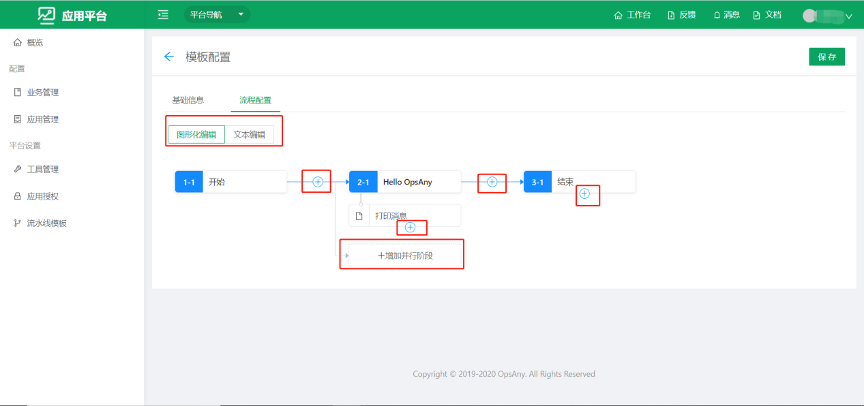 应用平台 平台导航 工作台 反馈 消息 文档
概览
配置
业务管理
应用管理
平台设置
工具管理
应用授权
流水线模板
模板配置 保存
基础信息 流程配置
图形化编辑 文本编辑
1-1 开始 2-1 Hello OpsAny 3-1 结束
打印消息
+增加并行阶段
Copyright © 2019-2020 OpsAny. All Rights Reserved